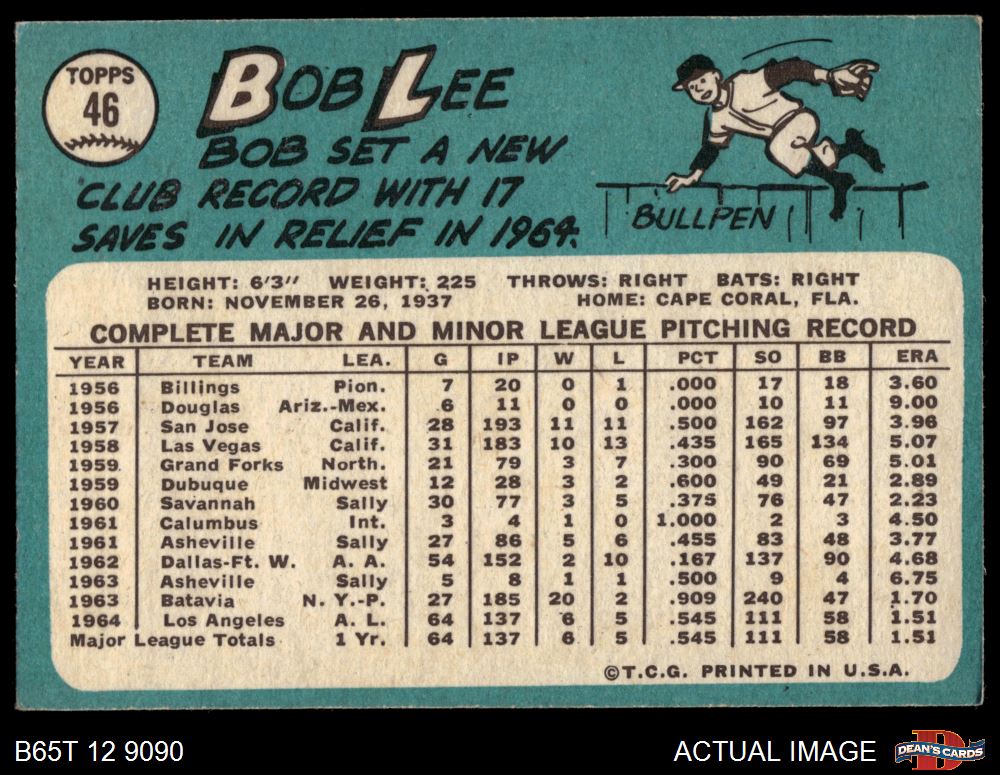 TOPPS
46
BOB LEE
BOB SET A NEW
CLUB RECORD WITH 17
SAVES IN RELIEF IN 1964.
BULLPEN
HEIGHT: 6'3" WEIGHT: 225 THROWS: RIGHT BATS: RIGHT
BORN: NOVEMBER 26, 1937 HOME: CAPE CORAL, FLA.
COMPLETE MAJOR AND MINOR LEAGUE PITCHING RECORD
YEAR TEAM LEA. G IP W L PCT SO BB ERA
1956 Billings Pion. 7 20 0 1 .000 17 18 3.60
1956 Douglas Ariz.-Mex. 6 11 0 0 .000 10 11 9.00
1957 San Jose Calif. 28 193 11 11 .500 162 97 3.96
1958 Las Vegas Calif. 31 183 10 13 .435 165 134 5.07
1959 Grand Forks North. 21 79 3 7 .300 90 69 5.01
1959 Dubuque Midwest 12 28 3 2 .600 49 21 2.89
1960 Savannah Sally 30 77 3 5 .375 76 47 2.23
1961 Calumbus Int. 3 4 1 0 1.000 2 3 4.50
1961 Asheville Sally 27 86 5 6 .455 83 48 3.77
1962 Dallas-Ft. W. A. A. 54 152 2 10 .167 137 90 4.68
1963 Asheville Sally 5 8 1 1 .500 9 4 6.75
1963 Batavia N. Y.-P. 27 185 20 2 .909 240 47 1.70
1964 Los Angeles A. L. 64 137 6 5 .545 111 58 1.51
Major League Totals 1 Yr. 64 137 6 5 .545 111 58 1.51
©T.C.G. PRINTED IN U.S.A.
B65T 12 9090 ACTUAL IMAGE D DEAN'S CARDS